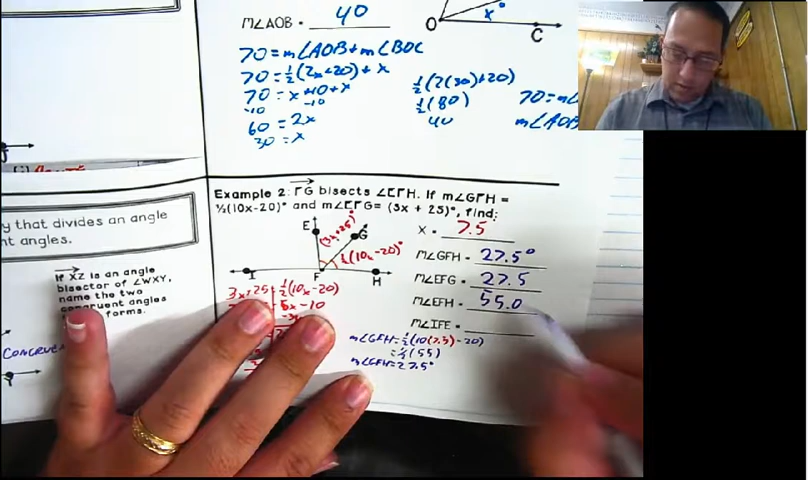 m∠AOB = 40
70 = m∠AOB + m∠BOC
70 = ½(2x+20) + x
70 = x+10+x
-10 -10
60 = 2x
30 = x
½(2(30)+20)
½(80)
40
70 = m∠
m∠AOB
O
x°
C
y that divides an angle
nt angles.
If XZ is an angle
bisector of ∠WXY,
name the two
congruent angles
forms.
CONGRUEN
Example 2: FG bisects ∠EFH. If m∠GFH =
½(10x-20)° and m∠EFG= (3x + 25)°, find:
E
(3x+25)°
G
½(10x-20)°
I
F
H
3x+25 = ½(10x-20)
5x-10
x = 7.5
m∠GFH = 27.5°
m∠EFG = 27.5
m∠EFH = 55.0
m∠IFE =
m∠GFH = ½(10(7.5)-20)
= ½(55)
m∠GFH = 27.5°